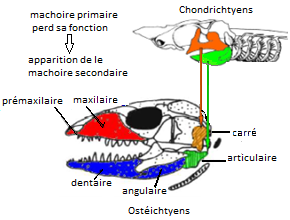 machoire primaire
perd sa fonction
Chondrichtyens
apparition de le
machoire secondaire
maxilaire
prémaxilaire
carré
articulaire
dentaire
angulaire
Ostéichtyens